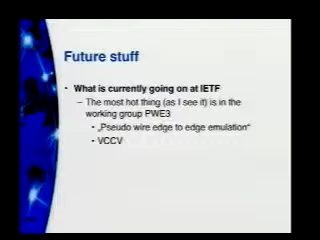 Future stuff
• What is currently going on at IETF
– The most hot thing (as I see it) is in the
working group PWE3
• „Pseudo wire edge to edge emulation“
• VCCV